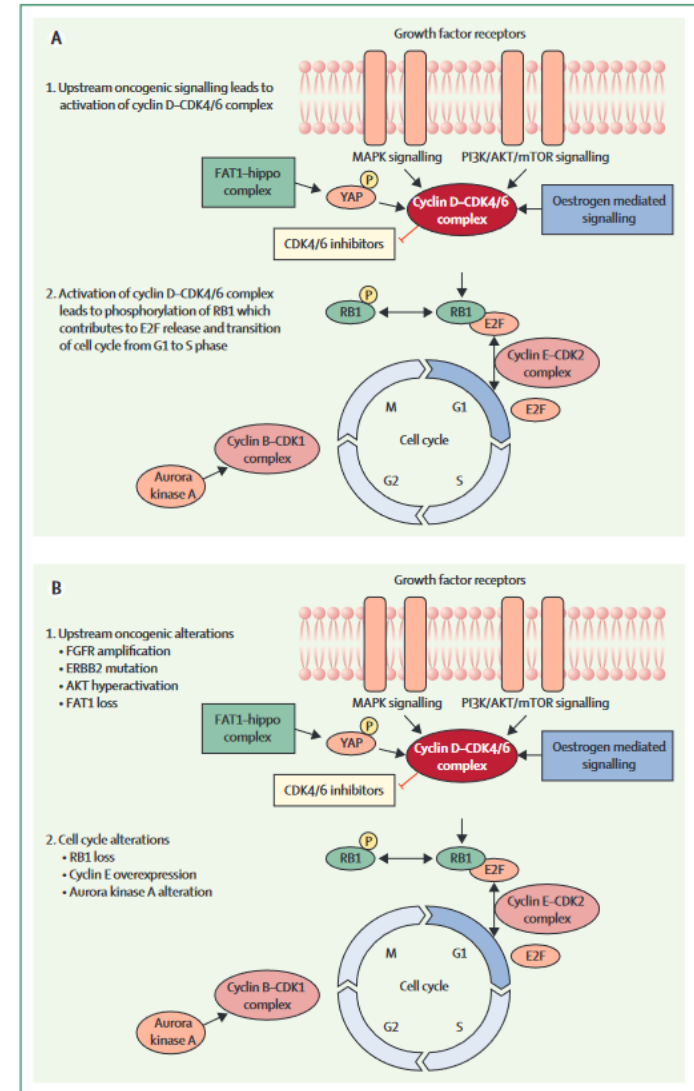 A
Growth factor receptors
1. Upstream oncogenic signalling leads to
activation of cyclin D–CDK4/6 complex
MAPK signalling
PI3K/AKT/mTOR signalling
FAT1–hippo
complex
P
YAP
Cyclin D–CDK4/6
complex
Oestrogen mediated
signalling
CDK4/6 inhibitors
2. Activation of cyclin D–CDK4/6 complex
leads to phosphorylation of RB1 which
contributes to E2F release and transition
of cell cycle from G1 to S phase
P
RB1
RB1
E2F
Cyclin E–CDK2
complex
E2F
M
G1
Cell cycle
G2
S
Cyclin B–CDK1
complex
Aurora
kinase A
B
Growth factor receptors
1. Upstream oncogenic alterations
• FGFR amplification
• ERBB2 mutation
• AKT hyperactivation
• FAT1 loss
MAPK signalling
PI3K/AKT/mTOR signalling
FAT1–hippo
complex
P
YAP
Cyclin D–CDK4/6
complex
Oestrogen mediated
signalling
CDK4/6 inhibitors
2. Cell cycle alterations
• RB1 loss
• Cyclin E overexpression
• Aurora kinase A alteration
P
RB1
RB1
E2F
Cyclin E–CDK2
complex
E2F
M
G1
Cell cycle
G2
S
Cyclin B–CDK1
complex
Aurora
kinase A